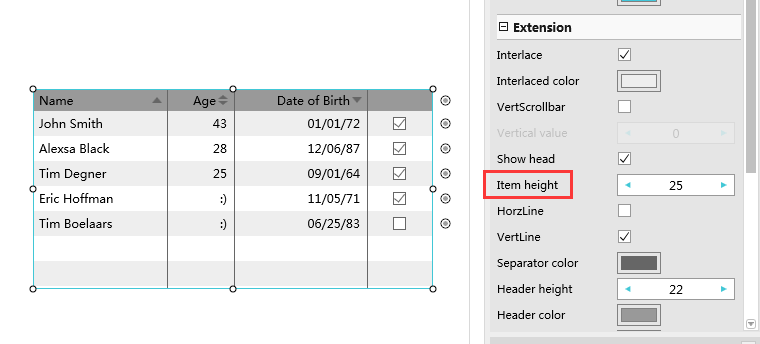 Name Age Date of Birth
John Smith 43 01/01/72
Alexsa Black 28 12/06/87
Tim Degner 25 09/01/64
Eric Hoffman :) 11/05/71
Tim Boelaars :) 06/25/83
Extension
Interlace
Interlaced color
VertScrollbar
Vertical value 0
Show head
Item height 25
HorzLine
VertLine
Separator color
Header height 22
Header color